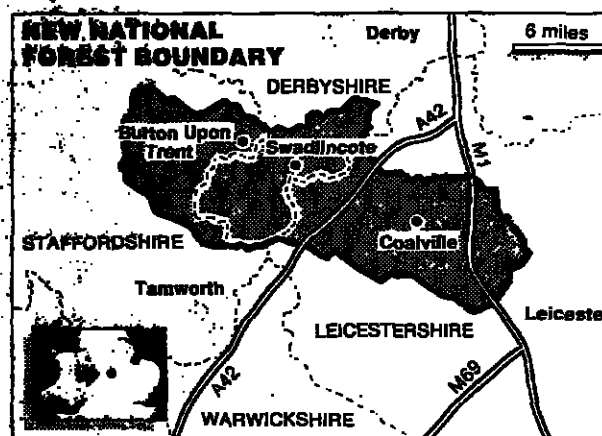 NEW NATIONAL
FOREST BOUNDARY
Derby
6 miles
DERBYSHIRE
Burton Upon
Trent
Swadlincote
A42
M1
Coalville
STAFFORDSHIRE
Tamworth
Leiceste
LEICESTERSHIRE
A42
M69
WARWICKSHIRE